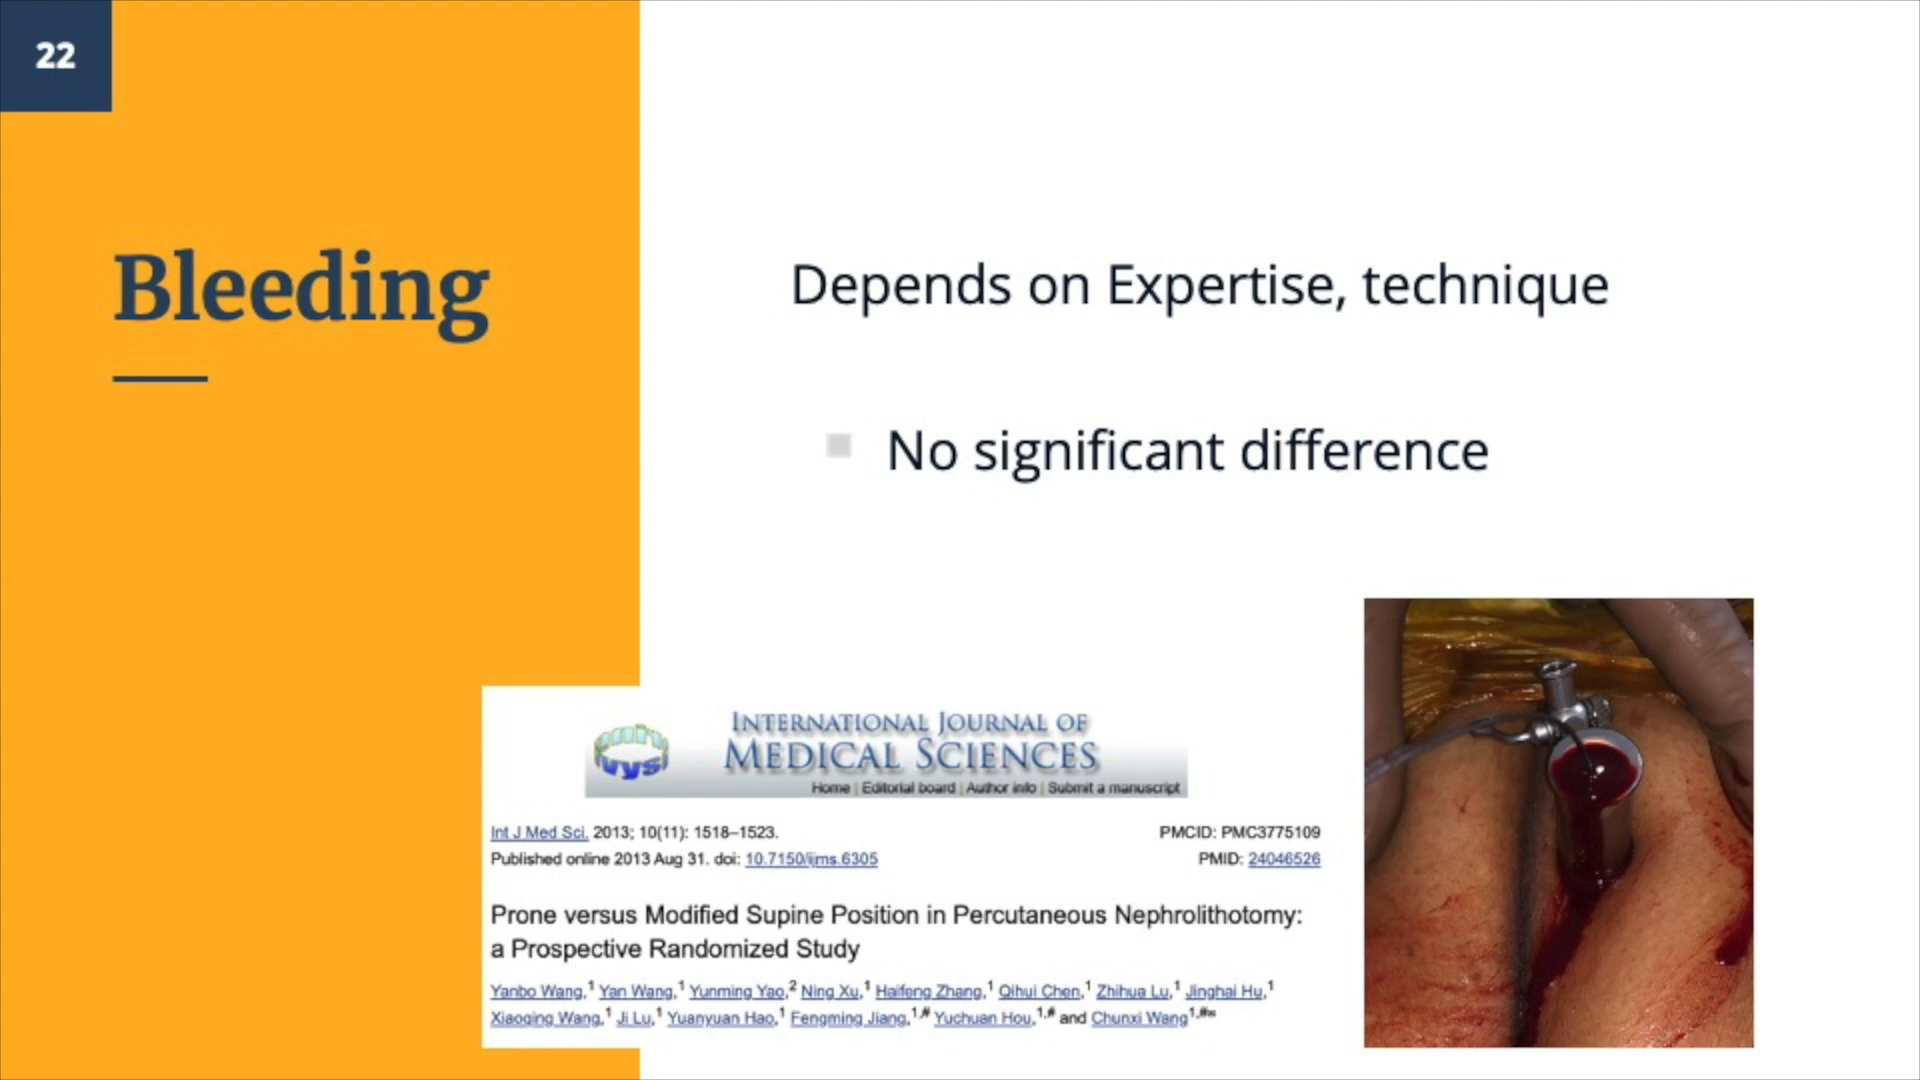 22
Bleeding
Depends on Expertise, technique
No significant difference
INTERNATIONAL JOURNAL OF
MEDICAL SCIENCES
Home | Editorial board | Author info | Submit a manuscript
Int J Med Sci. 2013; 10(11): 1518–1523.
PMCID: PMC3775109
Published online 2013 Aug 31. doi: 10.7150/ijms.6305
PMID: 24046526
Prone versus Modified Supine Position in Percutaneous Nephrolithotomy:
a Prospective Randomized Study
Yanbo Wang,1 Yan Wang,1 Yunming Yao,2 Ning Xu,1 Haifeng Zhang,1 Qihui Chen,1 Zhihua Lu,1 Jinghai Hu,1
Xiaoqing Wang,1 Ji Lu,1 Yuanyuan Hao,1 Fengming Jiang,1,# Yuchuan Hou,1,# and Chunxi Wang1,#✉